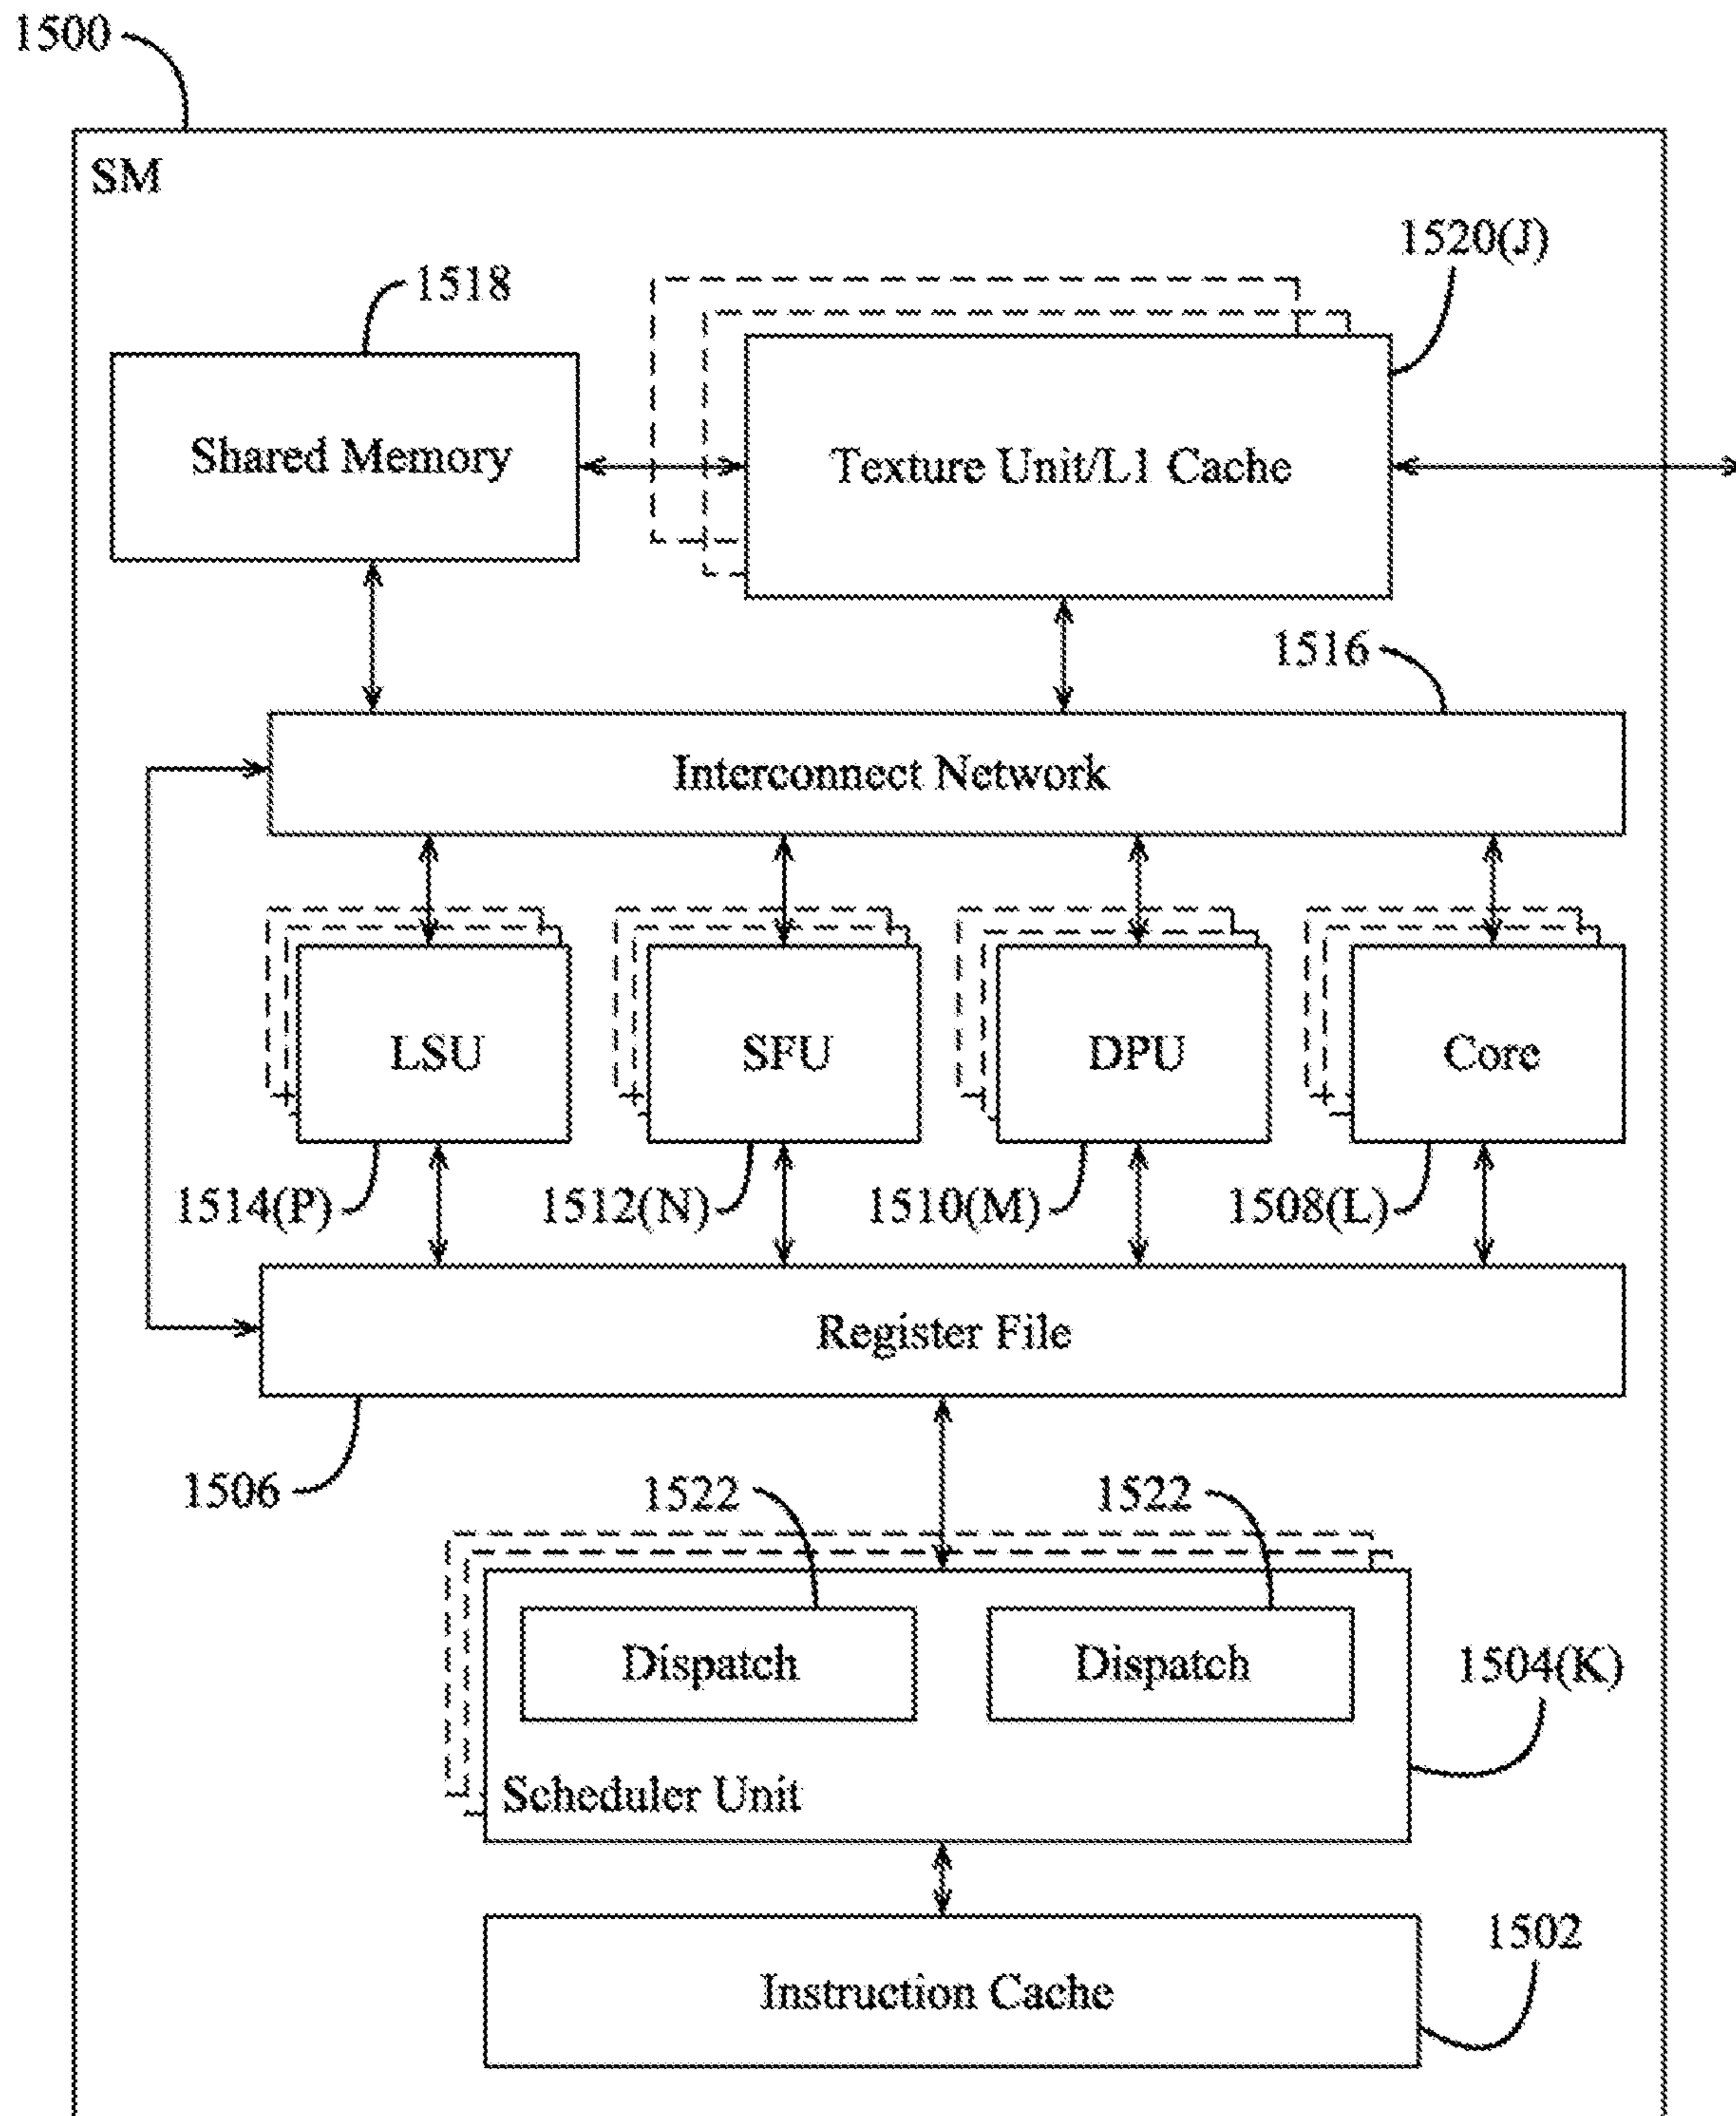 1500
SM
1520(J)
1518
Shared Memory
Texture Unit/L1 Cache
1516
Interconnect Network
LSU
SFU
DPU
Core
1514(P)
1512(N)
1510(M)
1508(L)
Register File
1506
1522
1522
Dispatch
Dispatch
1504(K)
Scheduler Unit
1502
Instruction Cache